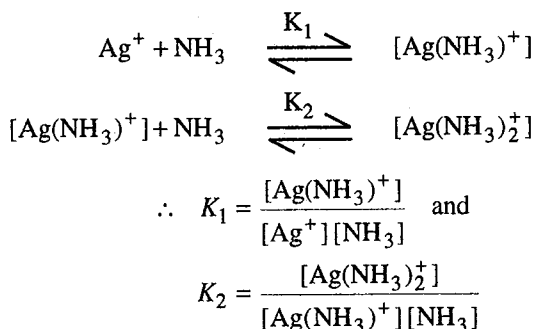 Ag⁺ + NH₃ ⇌ (K₁) [Ag(NH₃)⁺]
[Ag(NH₃)⁺] + NH₃ ⇌ (K₂) [Ag(NH₃)₂⁺]
∴ K₁ = [Ag(NH₃)⁺] / [Ag⁺][NH₃] and
K₂ = [Ag(NH₃)₂⁺] / [Ag(NH₃)⁺][NH₃]